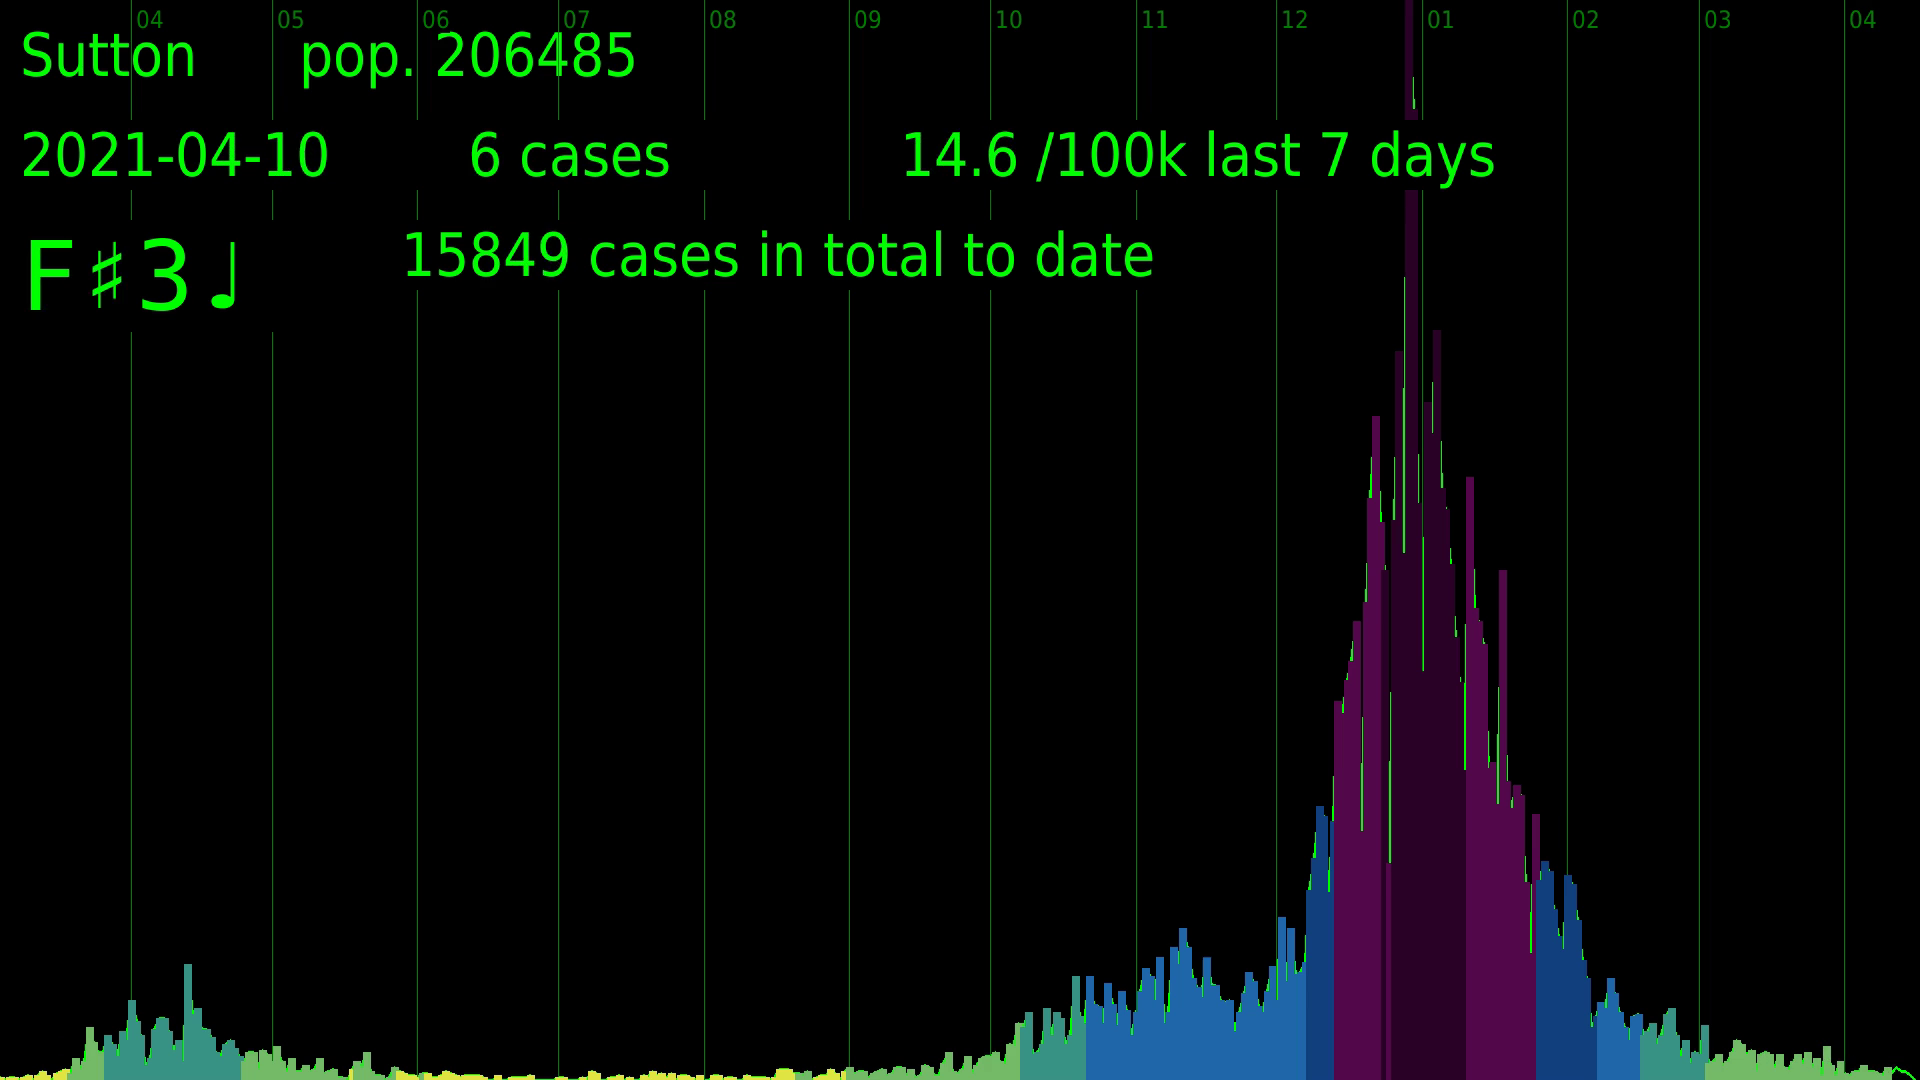 04 05 06 07 08 09 10 11 12 01 02 03 04
Sutton pop. 206485
2021-04-10 6 cases 14.6 /100k last 7 days
F♯3♩ 15849 cases in total to date